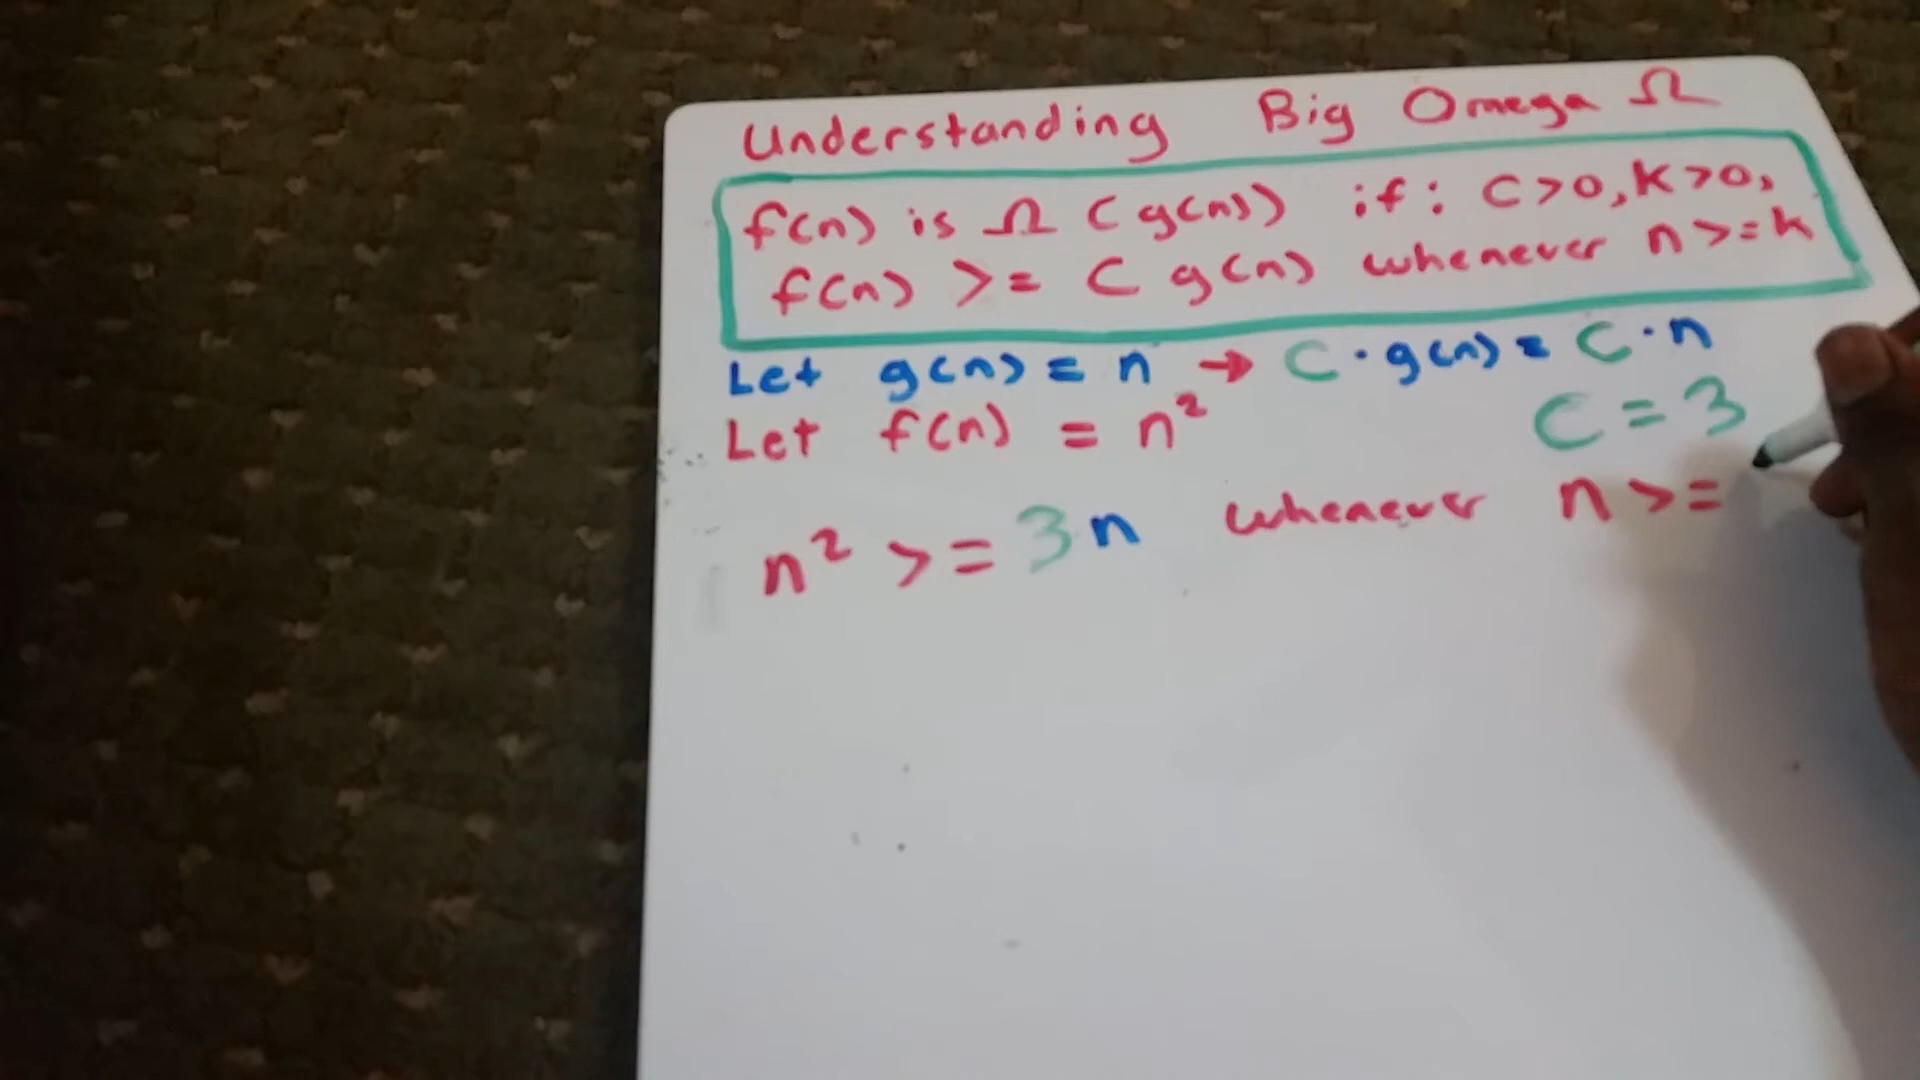 Understanding Big Omega Ω
f(n) is Ω (g(n)) if: C>0, K>0,
f(n) >= C g(n) whenever n>=k
Let g(n) = n → C·g(n) = C·n
Let f(n) = n² C = 3
n² >= 3n whenever n>=